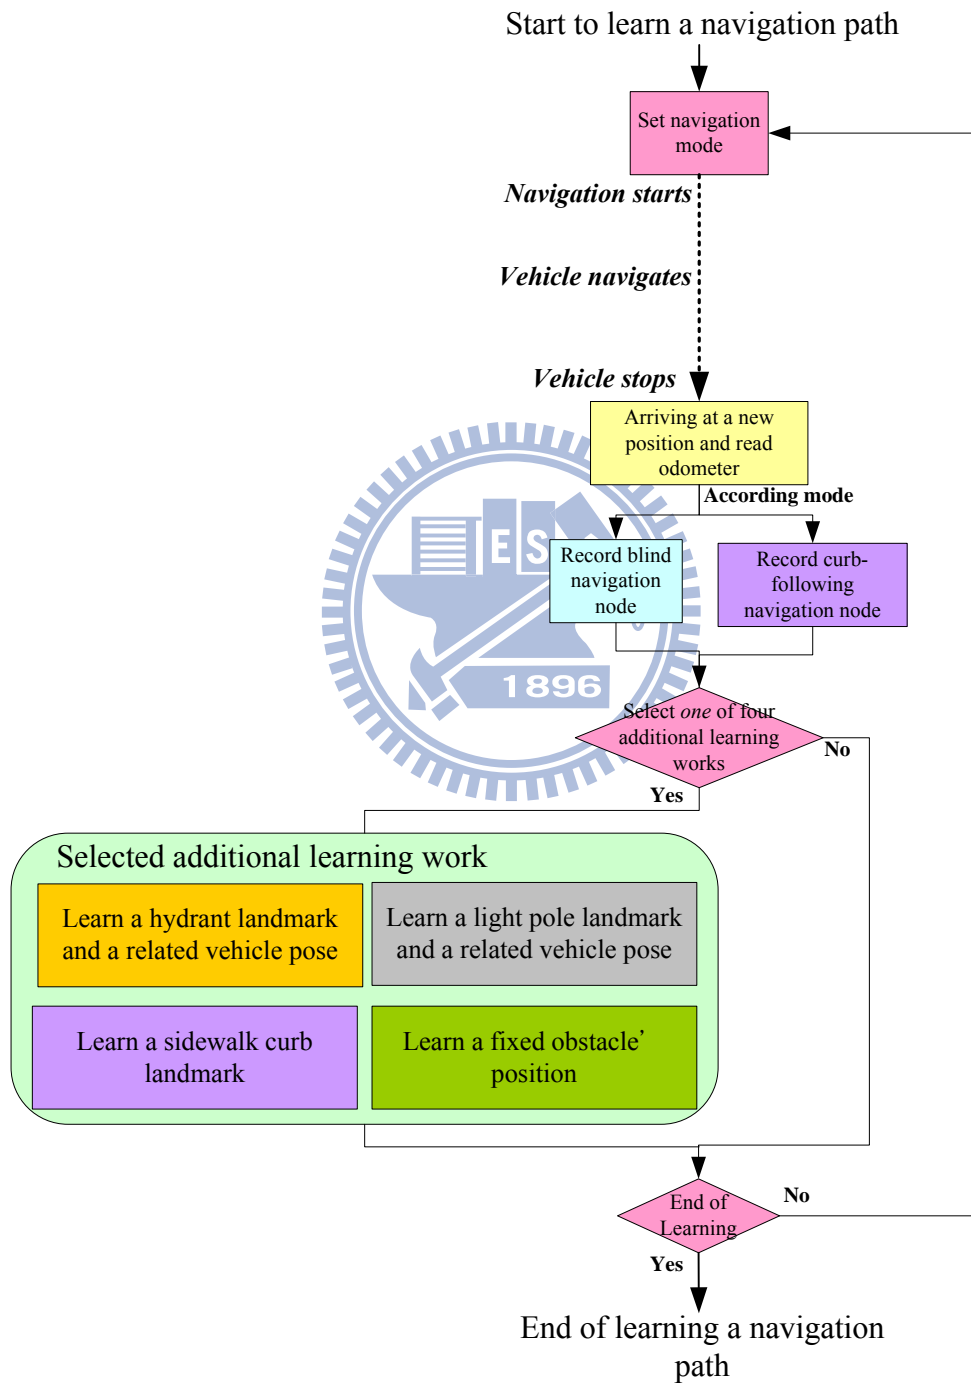 Start to learn a navigation path
Set navigation
mode
Navigation starts
Vehicle navigates
Vehicle stops
Arriving at a new
position and read
odometer
According mode
E S
Record blind
navigation
node
Record curb-
following
navigation node
1896
Select one of four
additional learning
works
No
Yes
Selected additional learning work
Learn a hydrant landmark
and a related vehicle pose
Learn a light pole landmark
and a related vehicle pose
Learn a sidewalk curb
landmark
Learn a fixed obstacle’
position
End of
Learning
No
Yes
End of learning a navigation
path